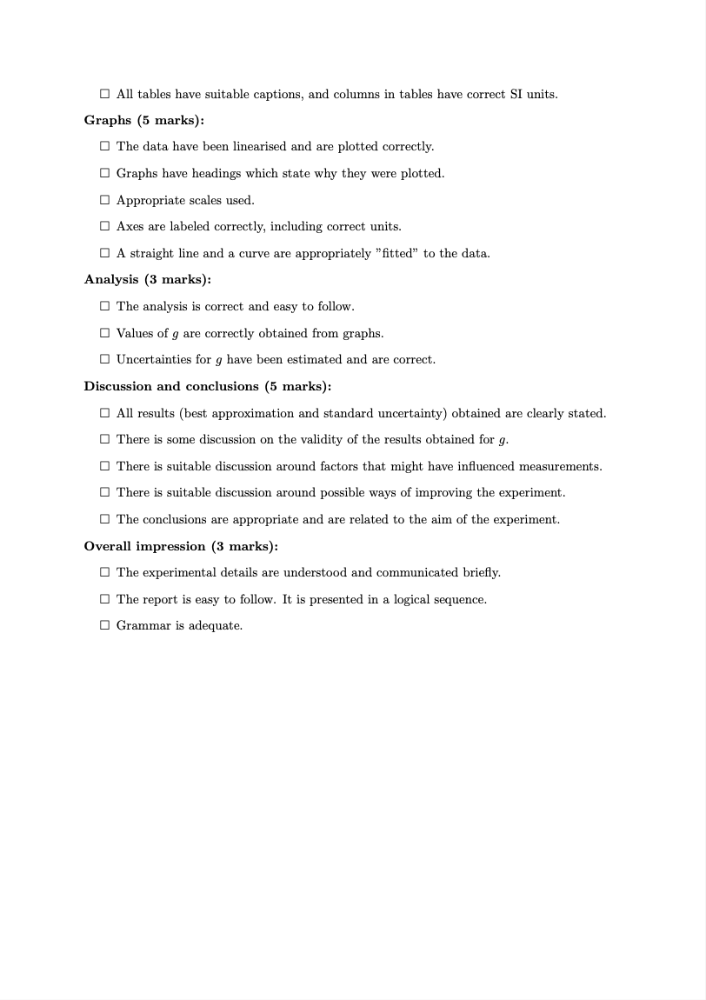 ☐ All tables have suitable captions, and columns in tables have correct SI units.
Graphs (5 marks):
☐ The data have been linearised and are plotted correctly.
☐ Graphs have headings which state why they were plotted.
☐ Appropriate scales used.
☐ Axes are labeled correctly, including correct units.
☐ A straight line and a curve are appropriately ”fitted” to the data.
Analysis (3 marks):
☐ The analysis is correct and easy to follow.
☐ Values of g are correctly obtained from graphs.
☐ Uncertainties for g have been estimated and are correct.
Discussion and conclusions (5 marks):
☐ All results (best approximation and standard uncertainty) obtained are clearly stated.
☐ There is some discussion on the validity of the results obtained for g.
☐ There is suitable discussion around factors that might have influenced measurements.
☐ There is suitable discussion around possible ways of improving the experiment.
☐ The conclusions are appropriate and are related to the aim of the experiment.
Overall impression (3 marks):
☐ The experimental details are understood and communicated briefly.
☐ The report is easy to follow. It is presented in a logical sequence.
☐ Grammar is adequate.